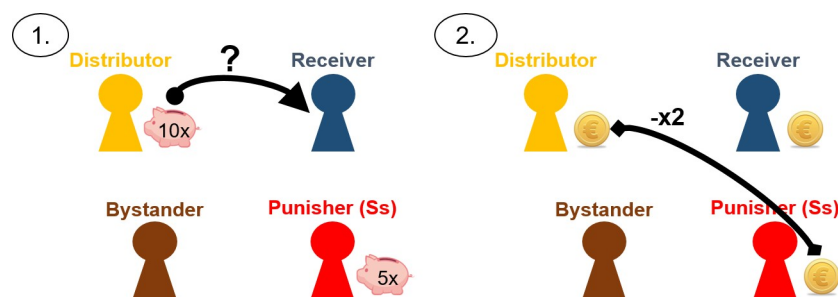 1.
Distributor
Receiver
?
10x
Bystander
Punisher (Ss)
5x
2.
Distributor
Receiver
€
€
-x2
Bystander
Punisher (Ss)
€